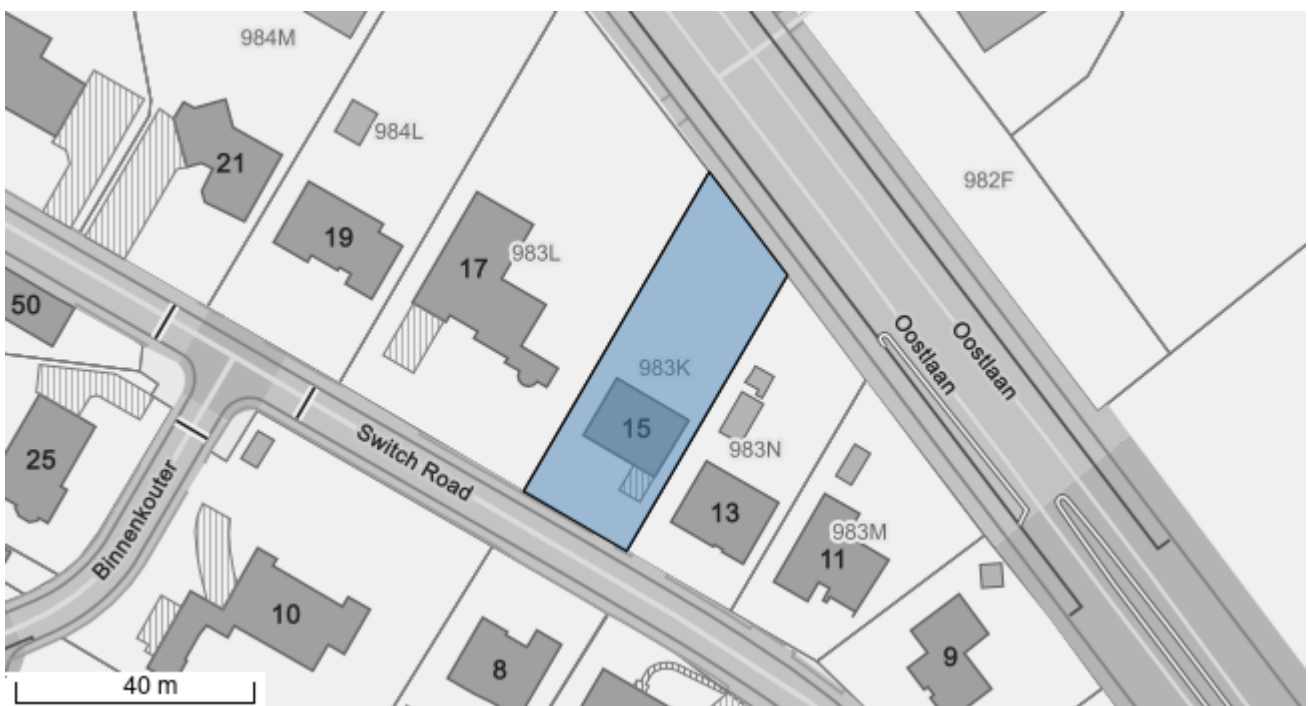 984M
984L
21
982F
19
17
983L
50
Oostlaan
Oostlaan
983K
15
Switch Road
983N
25
13
Binnenkouter
983M
11
10
8
9
40 m